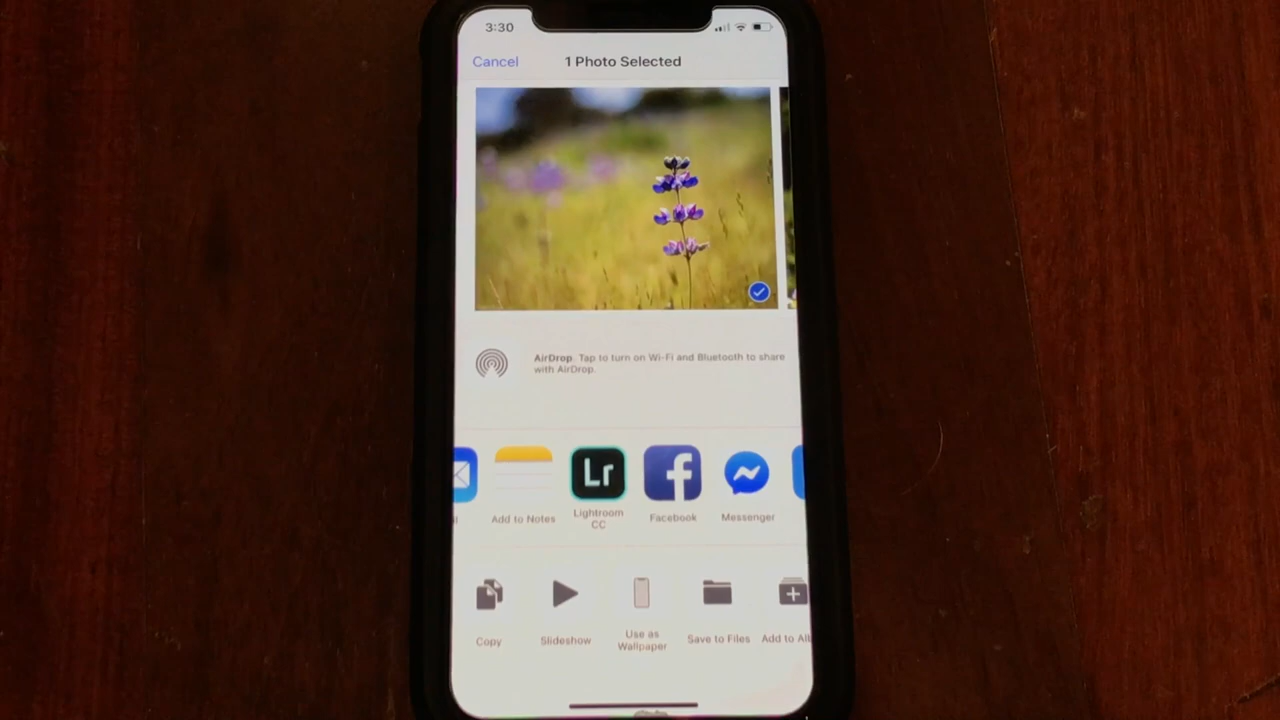 3:30
Cancel
1 Photo Selected
AirDrop. Tap to turn on Wi-Fi and Bluetooth to share
with AirDrop.
Lr
f
Add to Notes
Lightroom
CC
Facebook
Messenger
Copy
Slideshow
Use as
Wallpaper
Save to Files
Add to Al